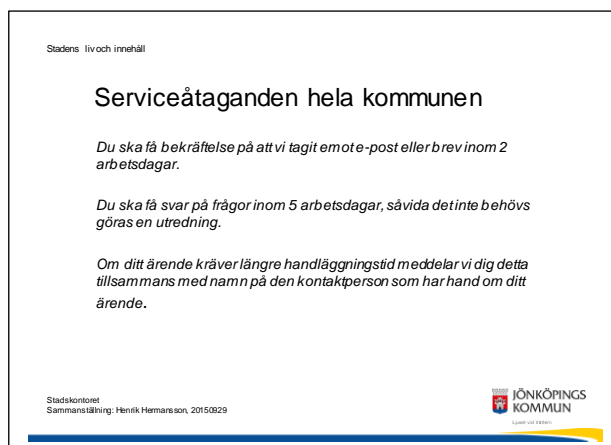 Stadens liv och innehåll
Serviceåtaganden hela kommunen
Du ska få bekräftelse på att vi tagit emot e-post eller brev inom 2
arbetsdagar.
Du ska få svar på frågor inom 5 arbetsdagar, såvida det inte behövs
göras en utredning.
Om ditt ärende kräver längre handläggningstid meddelar vi dig detta
tillsammans med namn på den kontaktperson som har hand om ditt
ärende.
Stadskontoret
Sammanställning: Henrik Hermansson, 20150929
JÖNKÖPINGS
KOMMUN
Ljuset vid Vättern